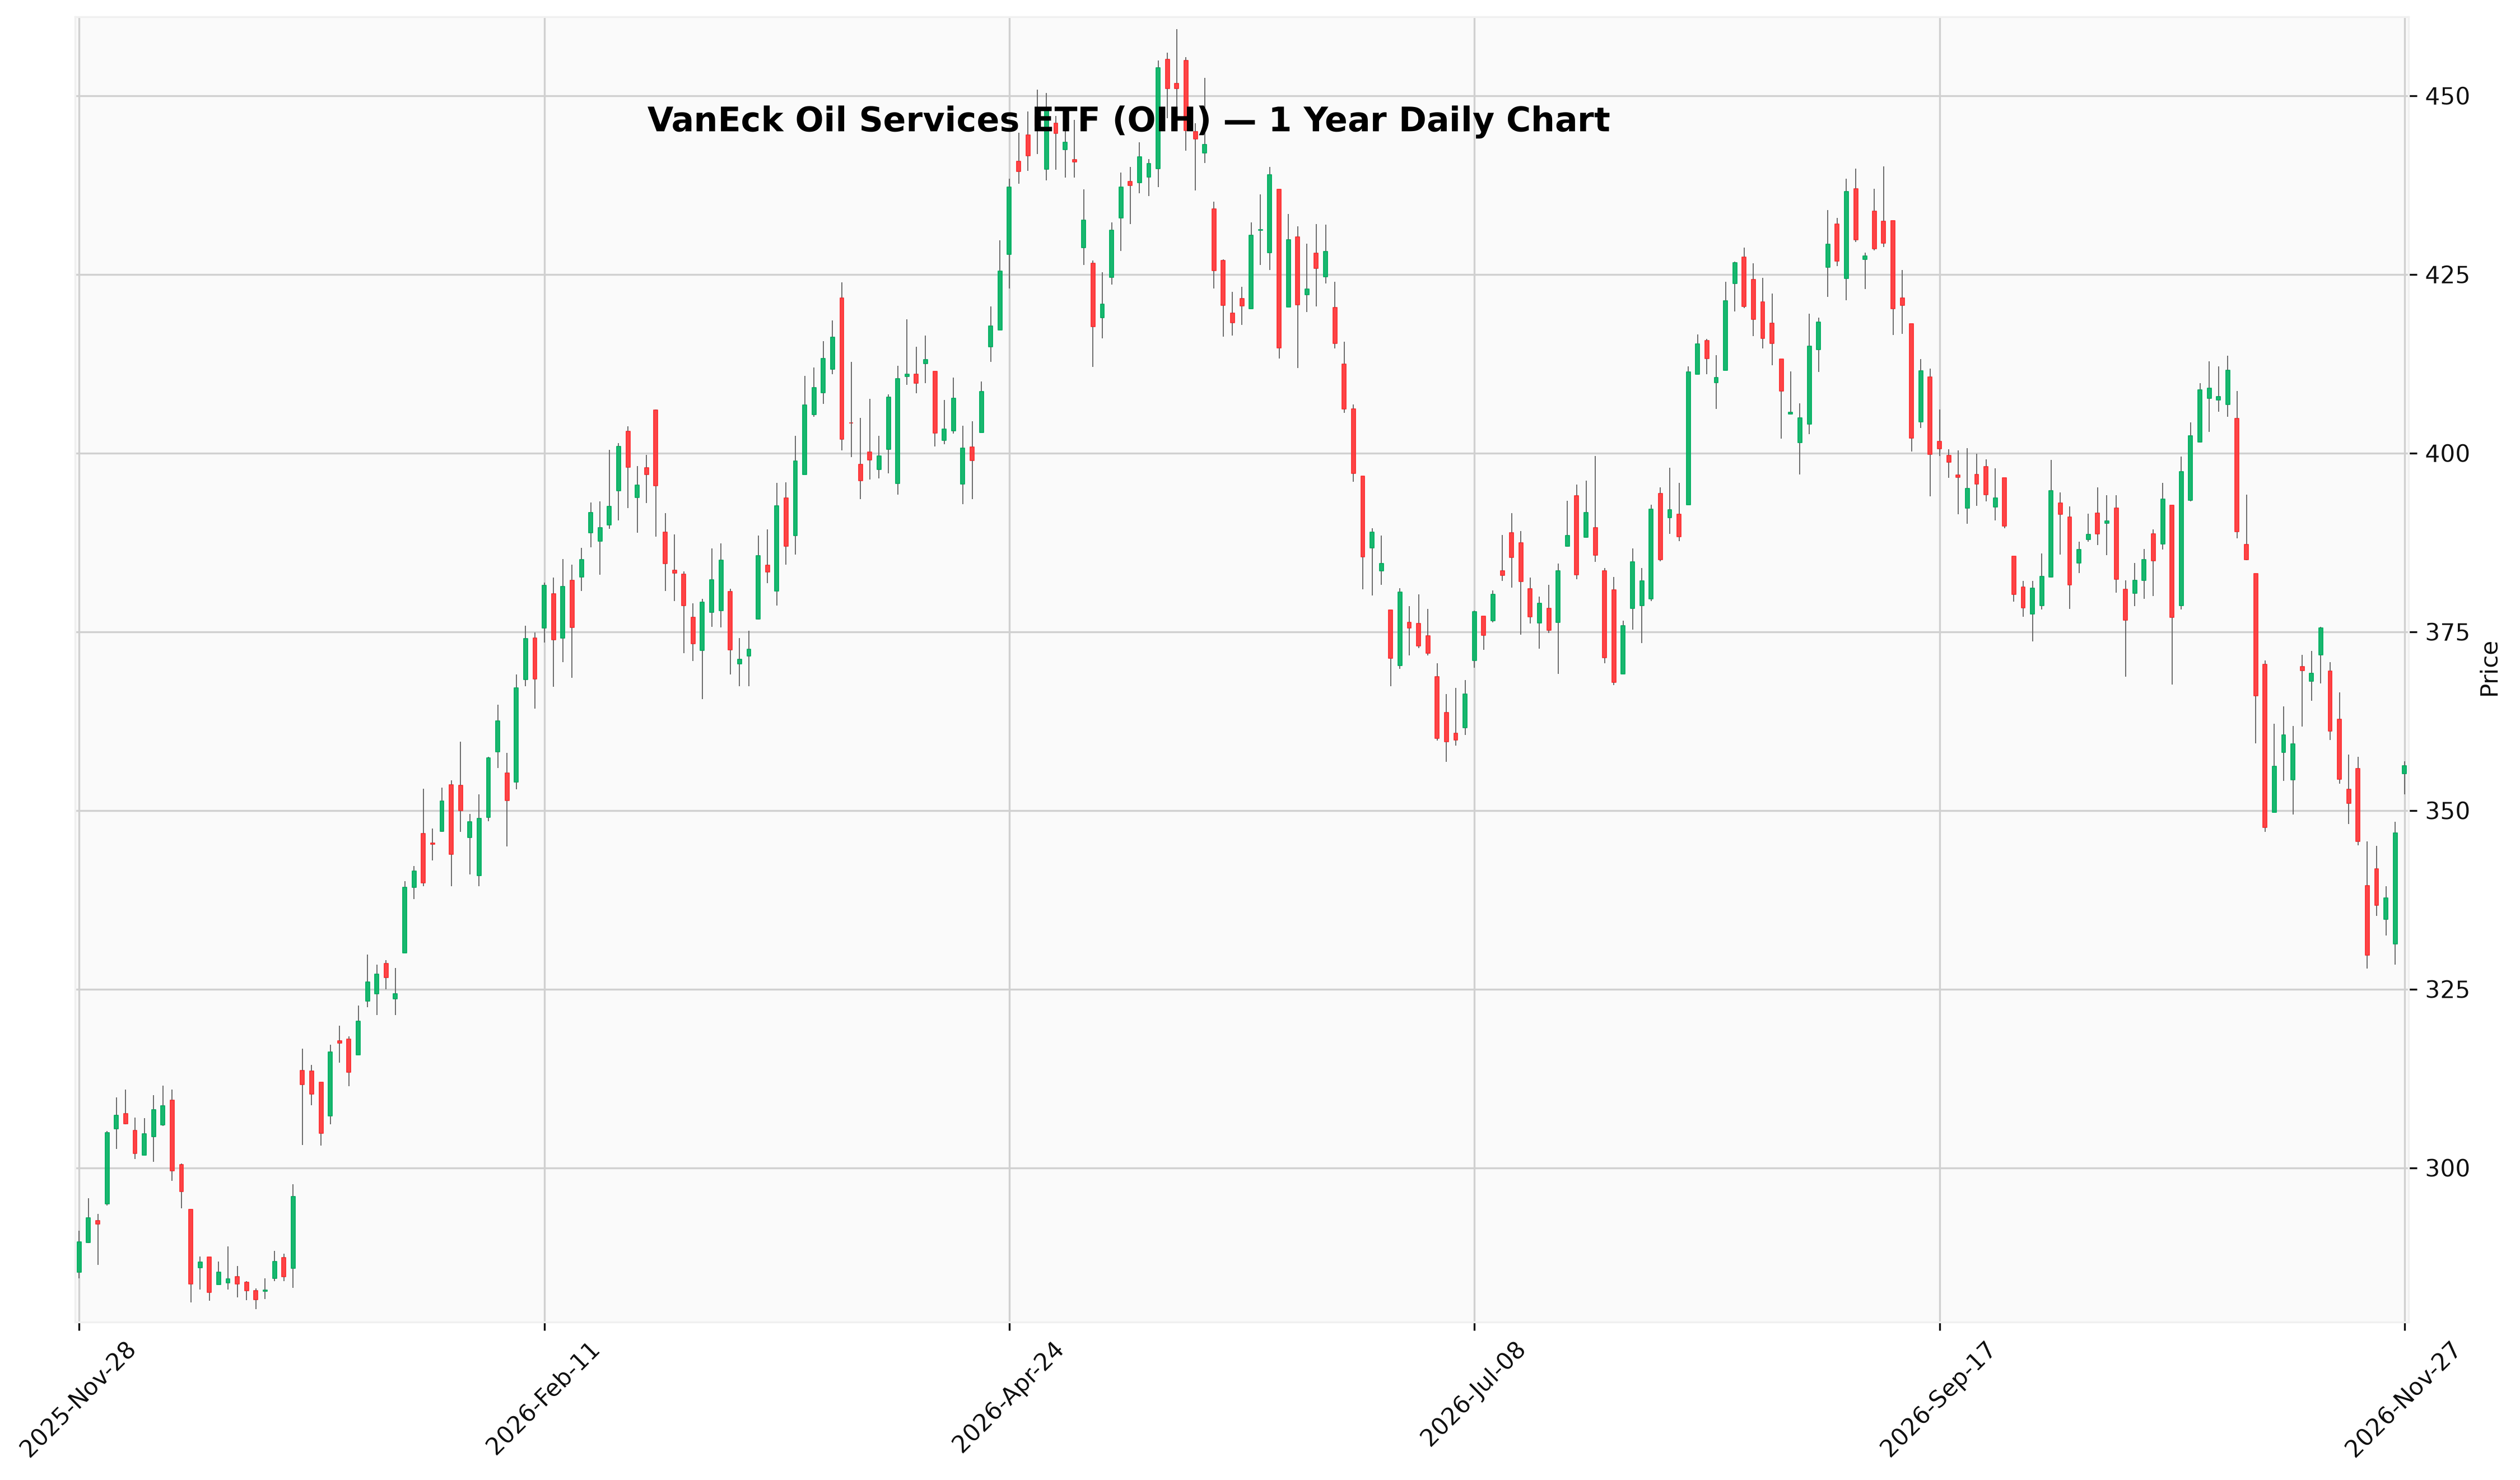 VanEck Oil Services ETF (OIH) — 1 Year Daily Chart
450
425
400
375
350
325
300
Price
2025-Nov-28
2026-Feb-11
2026-Apr-24
2026-Jul-08
2026-Sep-17
2026-Nov-27